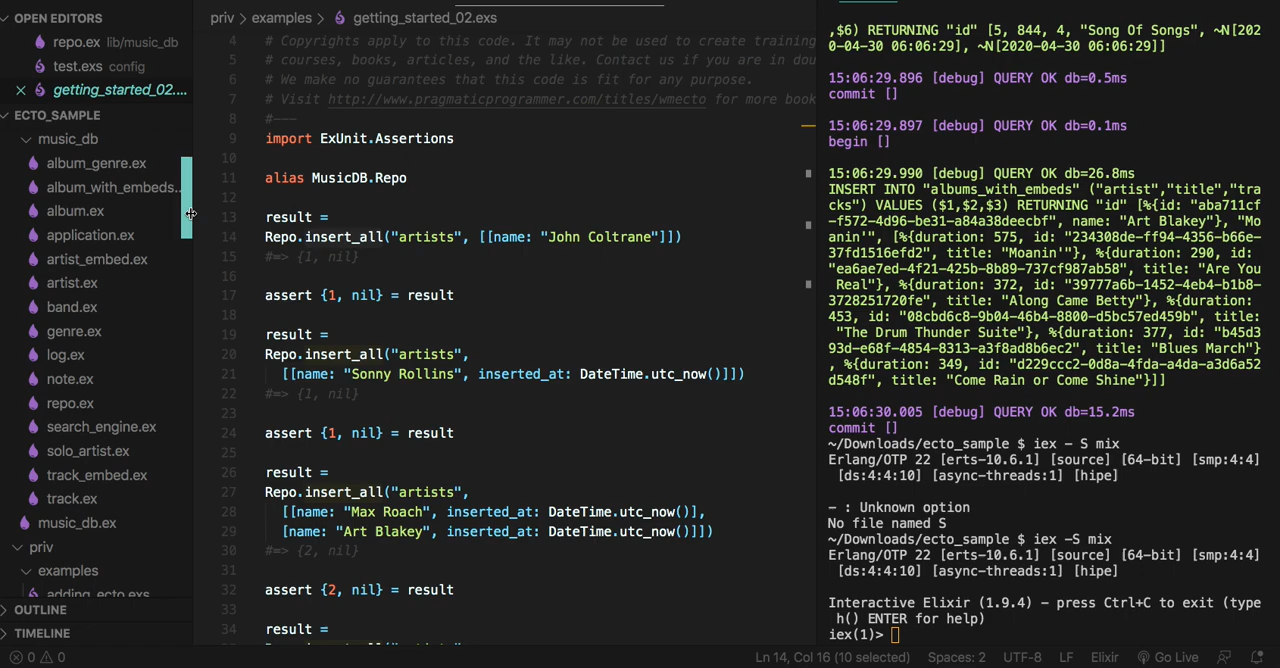 OPEN EDITORS
repo.ex lib/music_db
test.exs config
getting_started_02....
ECTO_SAMPLE
music_db
album_genre.ex
album_with_embeds..
album.ex
application.ex
artist_embed.ex
artist.ex
band.ex
genre.ex
log.ex
note.ex
repo.ex
search_engine.ex
solo_artist.ex
track_embed.ex
track.ex
music_db.ex
priv
examples
adding_ecto.exs
OUTLINE
TIMELINE
priv > examples > getting_started_02.exs
4 # Copyrights apply to this code. It may not be used to create training
5 # courses, books, articles, and the like. Contact us if you are in dou
6 # We make no guarantees that this code is fit for any purpose.
7 # Visit http://www.pragmaticprogrammer.com/titles/wmecto for more book
8 #---
9 import ExUnit.Assertions
10
11 alias MusicDB.Repo
12
13 result =
14 Repo.insert_all("artists", [[name: "John Coltrane"]])
15 #=> {1, nil}
16
17 assert {1, nil} = result
18
19 result =
20 Repo.insert_all("artists",
21 [[name: "Sonny Rollins", inserted_at: DateTime.utc_now()]])
22 #=> {1, nil}
23
24 assert {1, nil} = result
25
26 result =
27 Repo.insert_all("artists",
28 [[name: "Max Roach", inserted_at: DateTime.utc_now()],
29 [name: "Art Blakey", inserted_at: DateTime.utc_now()]])
30 #=> {2, nil}
31
32 assert {2, nil} = result
33
34 result =
,$6) RETURNING "id" [5, 844, 4, "Song Of Songs", ~N[202
0-04-30 06:06:29], ~N[2020-04-30 06:06:29]]
15:06:29.896 [debug] QUERY OK db=0.5ms
commit []
15:06:29.897 [debug] QUERY OK db=0.1ms
begin []
15:06:29.990 [debug] QUERY OK db=26.8ms
INSERT INTO "albums_with_embeds" ("artist","title","tra
cks") VALUES ($1,$2,$3) RETURNING "id" [%{id: "aba711cf
-f572-4d96-be31-a84a38deecbf", name: "Art Blakey"}, "Mo
anin'", [%{duration: 575, id: "234308de-ff94-4356-b66e-
37fd1516efd2", title: "Moanin'"}, %{duration: 290, id:
"ea6ae7ed-4f21-425b-8b89-737cf987ab58", title: "Are You
Real"}, %{duration: 372, id: "39777a6b-1452-4eb4-b1b8-
3728251720fe", title: "Along Came Betty"}, %{duration:
453, id: "08cbd6c8-9b04-46b4-8800-d5bc57ed459b", title:
"The Drum Thunder Suite"}, %{duration: 377, id: "b45d3
93d-e68f-4854-8313-a3f8ad8b6ec2", title: "Blues March"}
, %{duration: 349, id: "d229ccc2-0d8a-4fda-a4da-a3d6a52
d548f", title: "Come Rain or Come Shine"}]]
15:06:30.005 [debug] QUERY OK db=15.2ms
commit []
~/Downloads/ecto_sample $ iex - S mix
Erlang/OTP 22 [erts-10.6.1] [source] [64-bit] [smp:4:4]
[ds:4:4:10] [async-threads:1] [hipe]
- : Unknown option
No file named S
~/Downloads/ecto_sample $ iex -S mix
Erlang/OTP 22 [erts-10.6.1] [source] [64-bit] [smp:4:4]
[ds:4:4:10] [async-threads:1] [hipe]
Interactive Elixir (1.9.4) - press Ctrl+C to exit (type
h() ENTER for help)
iex(1)>
0 0
Ln 14, Col 16 (10 selected) Spaces: 2 UTF-8 LF Elixir Go Live